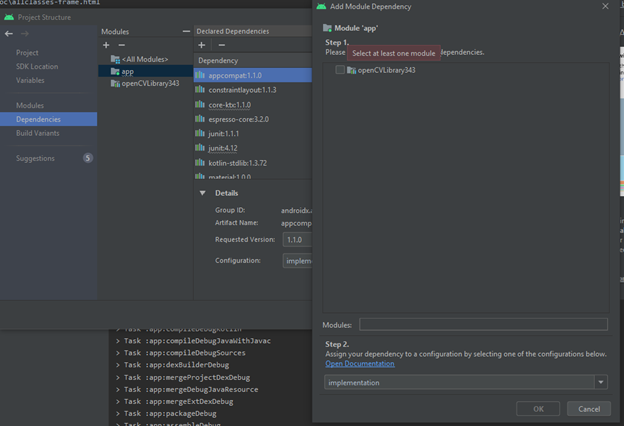 oc\allclasses-frame.html
Project Structure
Project
SDK Location
Variables
Modules
Dependencies
Build Variants
Suggestions
5
Modules
<All Modules>
app
openCVLibrary343
Declared Dependencies
Dependency
appcompat:1.1.0
constraintlayout:1.1.3
core-ktx:1.1.0
espresso-core:3.2.0
junit:1.1.1
junit:4.12
kotlin-stdlib:1.3.72
material:1.0.0
Details
Group ID:
androidx.
Artifact Name:
appcomp
Requested Version:
1.1.0
Configuration:
implem
> Task :app:compileDebugKotlin
> Task :app:compileDebugJavaWithJavac
> Task :app:compileDebugSources
> Task :app:dexBuilderDebug
> Task :app:mergeProjectDexDebug
> Task :app:mergeDebugJavaResource
> Task :app:mergeExtDexDebug
> Task :app:packageDebug
> Task :app:assembleDebug
Add Module Dependency
Module 'app'
Step 1.
Please
Select at least one module
dependencies.
openCVLibrary343
Modules:
Step 2.
Assign your dependency to a configuration by selecting one of the configurations below.
Open Documentation
implementation
OK
Cancel